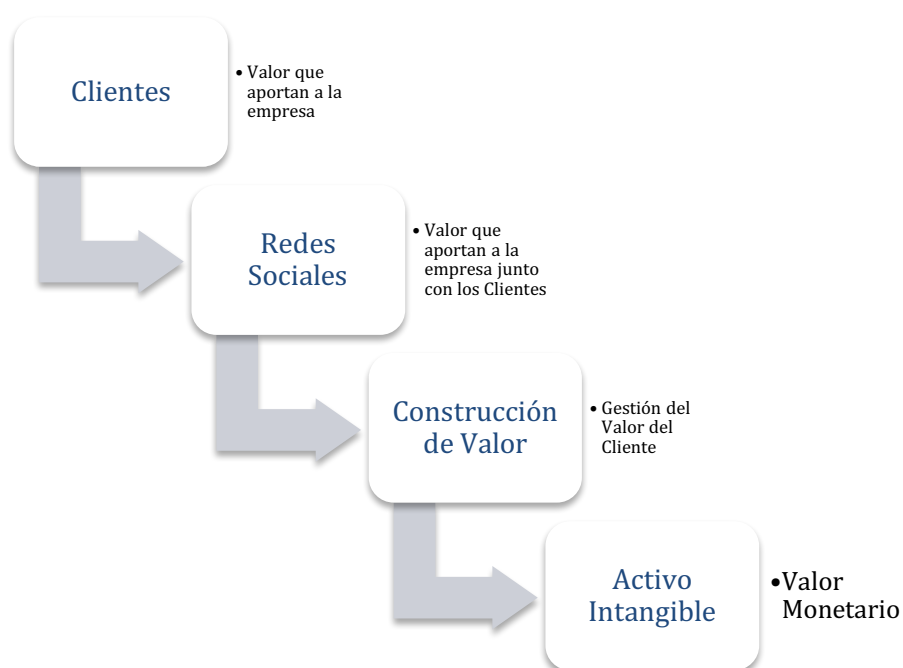 Clientes
• Valor que
aportan a la
empresa
Redes
Sociales
• Valor que
aportan a la
empresa junto
con los Clientes
Construcción
de Valor
• Gestión del
Valor del
Cliente
Activo
Intangible
•Valor
Monetario